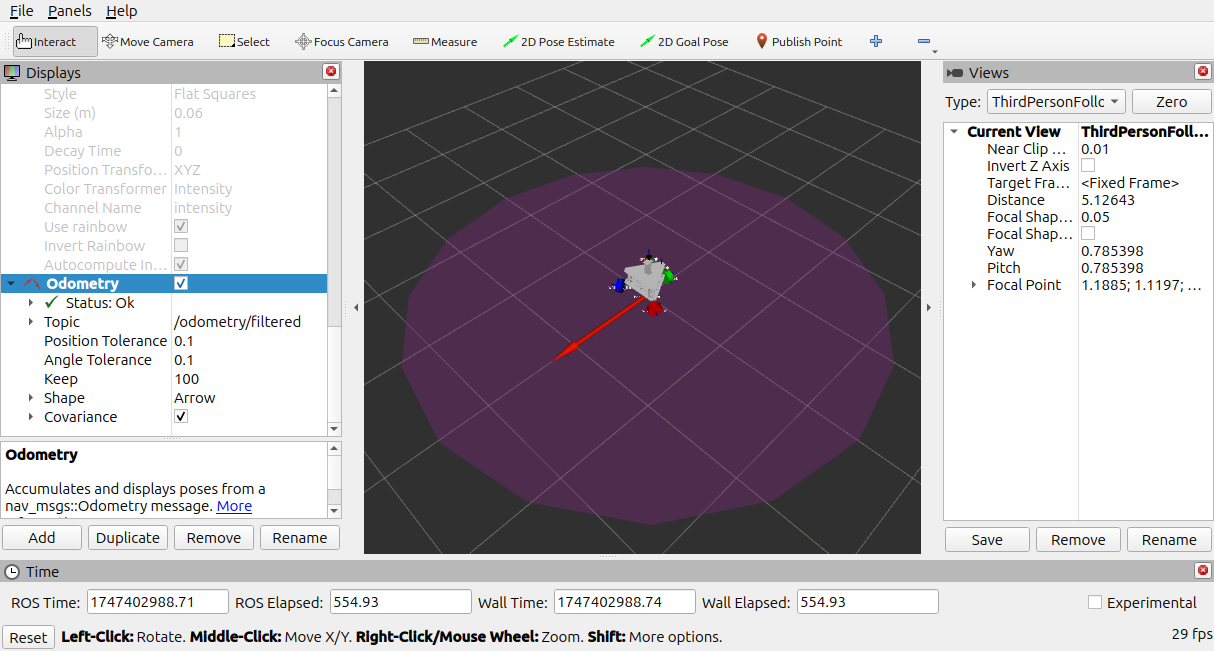 File Panels Help
Interact Move Camera Select Focus Camera Measure 2D Pose Estimate 2D Goal Pose Publish Point
Displays
Style Flat Squares
Size (m) 0.06
Alpha 1
Decay Time 0
Position Transfo... XYZ
Color Transformer Intensity
Channel Name intensity
Use rainbow
Invert Rainbow
Autocompute In...
Odometry
Status: Ok
Topic /odometry/filtered
Position Tolerance 0.1
Angle Tolerance 0.1
Keep 100
Shape Arrow
Covariance
Odometry
Accumulates and displays poses from a
nav_msgs::Odometry message. More
Add Duplicate Remove Rename
Views
Type: ThirdPersonFollo Zero
Current View ThirdPersonFoll...
Near Clip ... 0.01
Invert Z Axis
Target Fra... <Fixed Frame>
Distance 5.12643
Focal Shap... 0.05
Focal Shap...
Yaw 0.785398
Pitch 0.785398
Focal Point 1.1885; 1.1197; ...
Save Remove Rename
Time
ROS Time: 1747402988.71 ROS Elapsed: 554.93 Wall Time: 1747402988.74 Wall Elapsed: 554.93 Experimental
Reset Left-Click: Rotate. Middle-Click: Move X/Y. Right-Click/Mouse Wheel: Zoom. Shift: More options. 29 fps